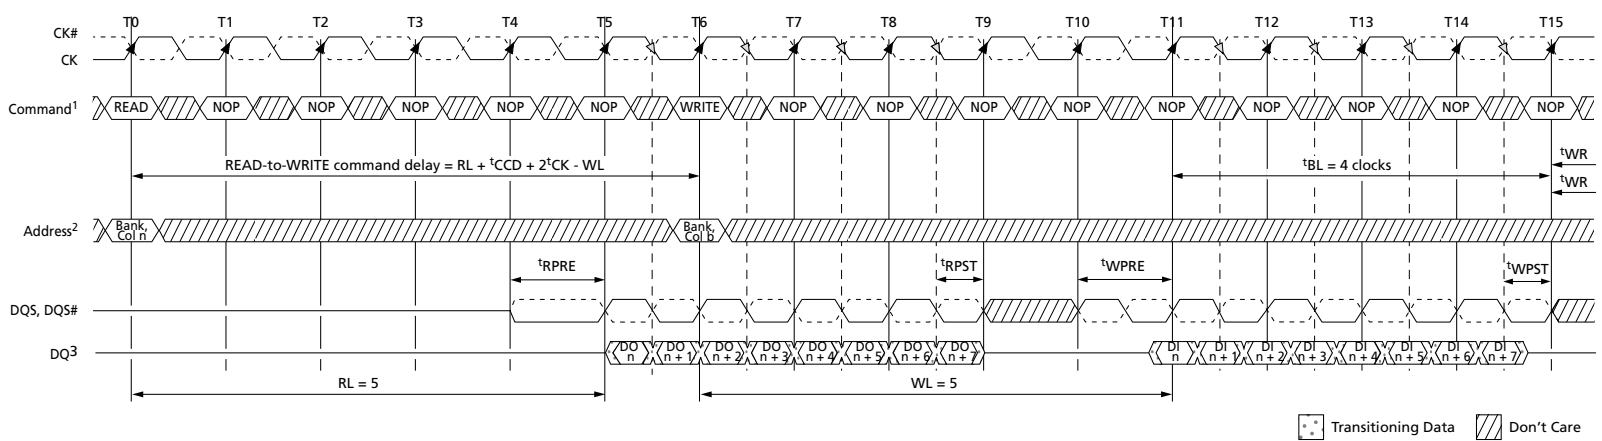 T0 T1 T2 T3 T4 T5 T6 T7 T8 T9 T10 T11 T12 T13 T14 T15
CK#
CK
Command1 READ NOP NOP NOP NOP NOP WRITE NOP NOP NOP NOP NOP NOP NOP NOP NOP
READ-to-WRITE command delay = RL + tCCD + 2tCK - WL
tBL = 4 clocks
tWR
tWR
Address2
Bank,
Col n
Bank,
Col b
tRPRE tRPST tWPRE tWPST
DQS, DQS#
DQ3
DO
n
DO
n + 1
DO
n + 2
DO
n + 3
DO
n + 4
DO
n + 5
DO
n + 6
DO
n + 7
DI
n
DI
n + 1
DI
n + 2
DI
n + 3
DI
n + 4
DI
n + 5
DI
n + 6
DI
n + 7
RL = 5 WL = 5
Transitioning Data Don't Care